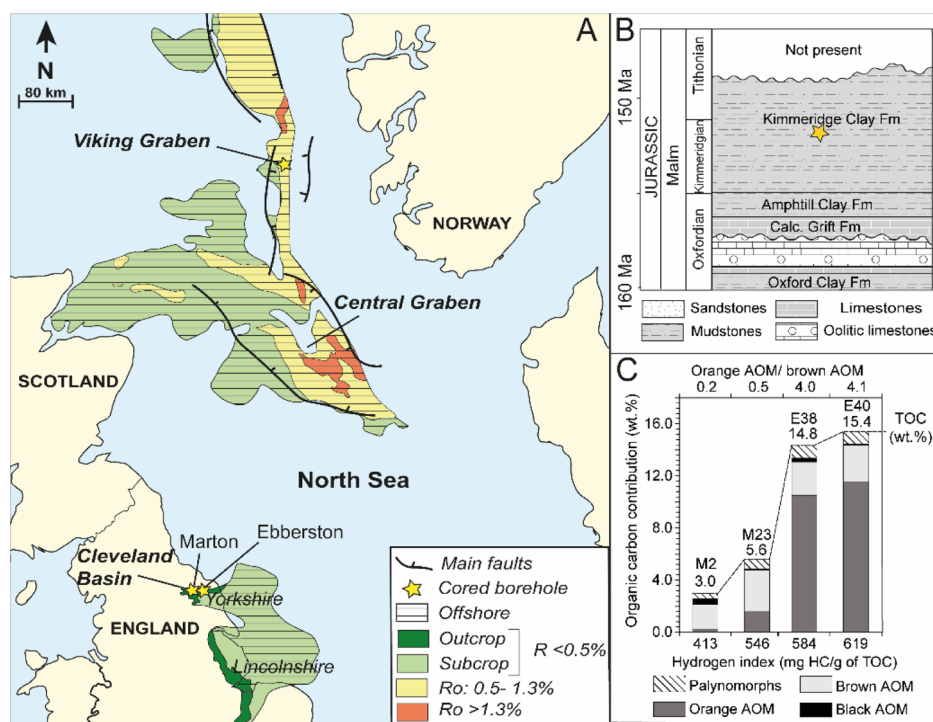 A
N
80 km
Viking Graben
NORWAY
Central Graben
SCOTLAND
North Sea
Marton
Ebberston
Cleveland
Basin
Yorkshire
ENGLAND
Lincolnshire
Main faults
Cored borehole
Offshore
Outcrop
Subcrop
R <0.5%
Ro: 0.5- 1.3%
Ro >1.3%
B
150 Ma
160 Ma
JURASSIC
Malm
Tithonian
Kimmeridgian
Oxfordian
Not present
Kimmeridge Clay Fm
Amphtill Clay Fm
Calc. Grift Fm
Oxford Clay Fm
Sandstones
Limestones
Mudstones
Oolitic limestones
C
Orange AOM/ brown AOM
0.2 0.5 4.0 4.1
Organic carbon contribution (wt.%)
16.0
12.0
8.0
4.0
0.0
M2
3.0
M23
5.6
E38
14.8
E40
15.4
TOC
(wt.%)
413 546 584 619
Hydrogen index (mg HC/g of TOC)
Palynomorphs
Brown AOM
Orange AOM
Black AOM